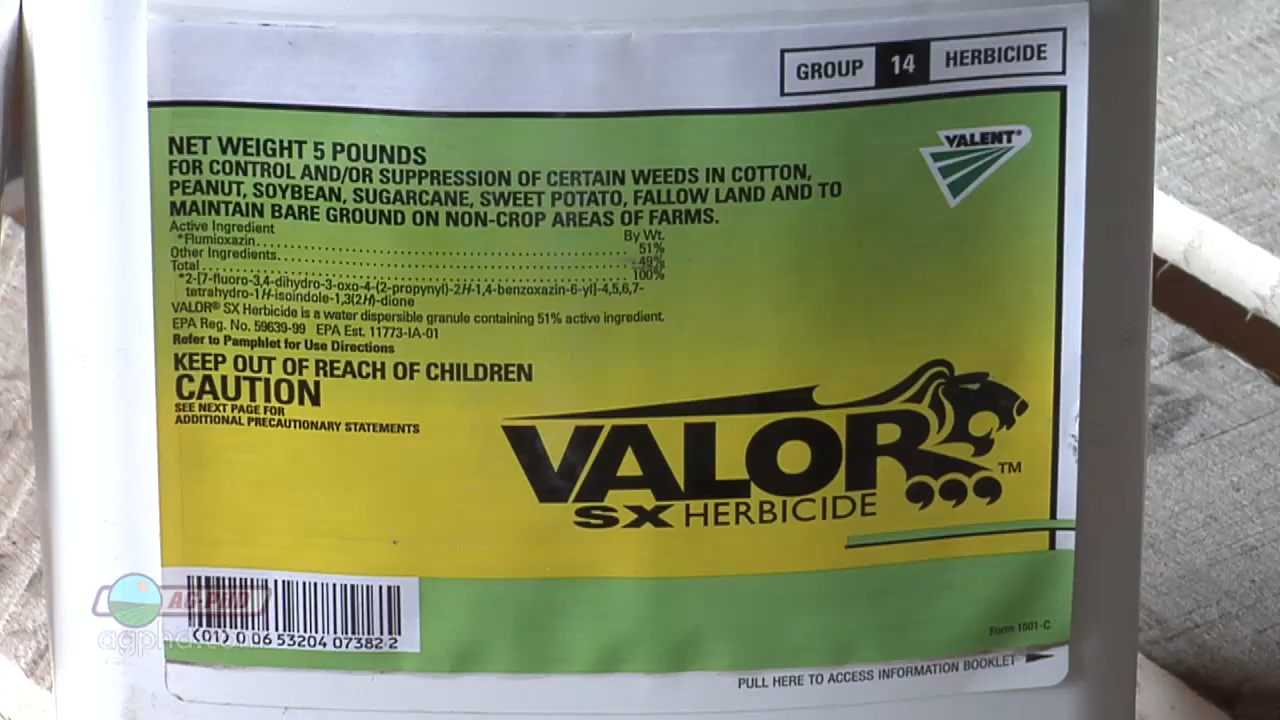 GROUP 14 HERBICIDE
VALENT®
NET WEIGHT 5 POUNDS
FOR CONTROL AND/OR SUPPRESSION OF CERTAIN WEEDS IN COTTON,
PEANUT, SOYBEAN, SUGARCANE, SWEET POTATO, FALLOW LAND AND TO
MAINTAIN BARE GROUND ON NON-CROP AREAS OF FARMS.
Active Ingredient By Wt.
*Flumioxazin. . . . . . . . . . . . . . . . . . . . . . . . . . . . . . . . 51%
Other Ingredients. . . . . . . . . . . . . . . . . . . . . . . . . . . . . 49%
Total . . . . . . . . . . . . . . . . . . . . . . . . . . . . . . . . . . . . . 100%
*2-[7-fluoro-3,4-dihydro-3-oxo-4-(2-propynyl)-2H-1,4-benzoxazin-6-yl]-4,5,6,7-
tetrahydro-1H-isoindole-1,3(2H)-dione
VALOR® SX Herbicide is a water dispersible granule containing 51% active ingredient.
EPA Reg. No. 59639-99 EPA Est. 11773-IA-01
Refer to Pamphlet for Use Directions
KEEP OUT OF REACH OF CHILDREN
CAUTION
SEE NEXT PAGE FOR
ADDITIONAL PRECAUTIONARY STATEMENTS
VALOR™
SX HERBICIDE
AG PHD
agphd.com
(01) 0 06 53204 07382 2
Form 1501-C
PULL HERE TO ACCESS INFORMATION BOOKLET